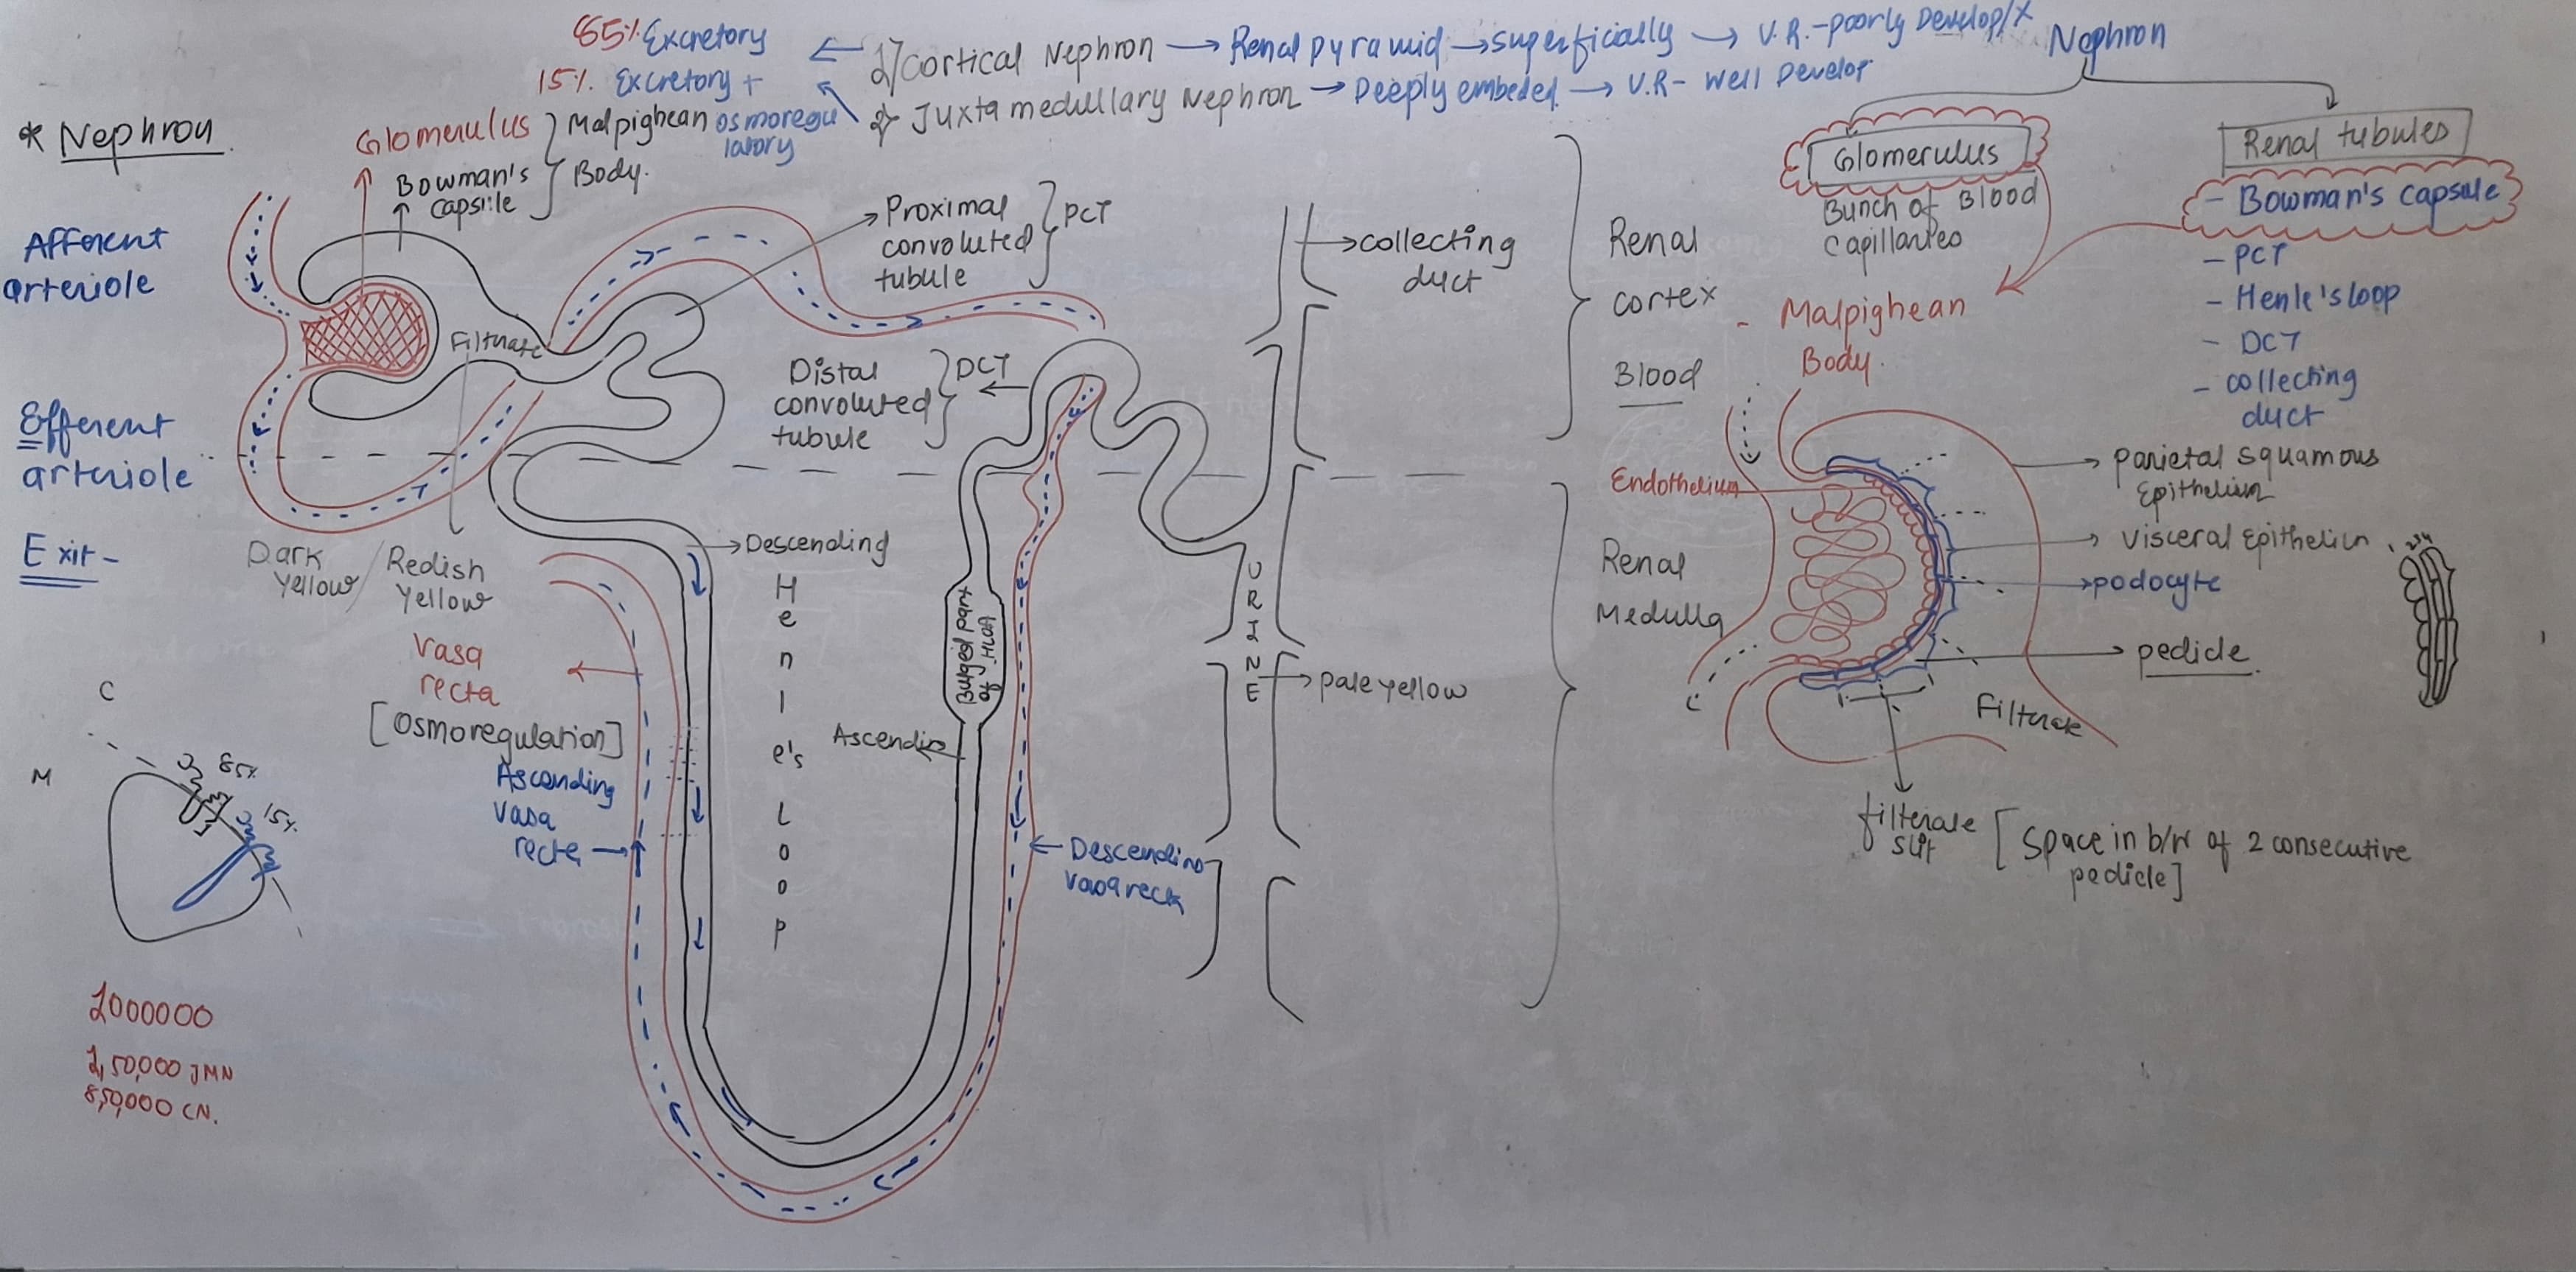 85% Excretory ← 1) Cortical Nephron → Renal pyramid → superficially → V.R.-poorly Develop/X
15% Excretory + osmoregulatory ← 2) Juxta medullary Nephron → Deeply embeded → V.R- Well Develop
* Nephron
Glomerulus
Bowman's
capsule
Malpighean
Body.
Afferent
arteriole
Efferent
arteriole
Exit-
Filtrate
Dark
Yellow/
Redish
Yellow
Proximal
convoluted
tubule
PCT
Distal
convoluted
tubule
DCT
collecting
duct
Descending
Henle's Loop
Bulged part
of AHLOH
Ascendin
Vasa
recta
[osmoregulation]
Ascending
Vasa
recta
Descending
Vasa recta
URINE
pale yellow
Renal
cortex
Renal
Medulla
C
M
85%
15%
1000000
1,50,000 JMN
8,50,000 CN.
Nephron
Glomerulus
Bunch of Blood
Capillaries
Renal tubules
- Bowman's capsule
- PCT
- Henle's loop
- DCT
- collecting
duct
- Malpighean
Body.
Blood
Endothelium
parietal squamous
Epithelium
visceral Epithelium
podocyte
pedicle
Filtrate
filterate
slit
[space in b/w of 2 consecutive
pedicle]